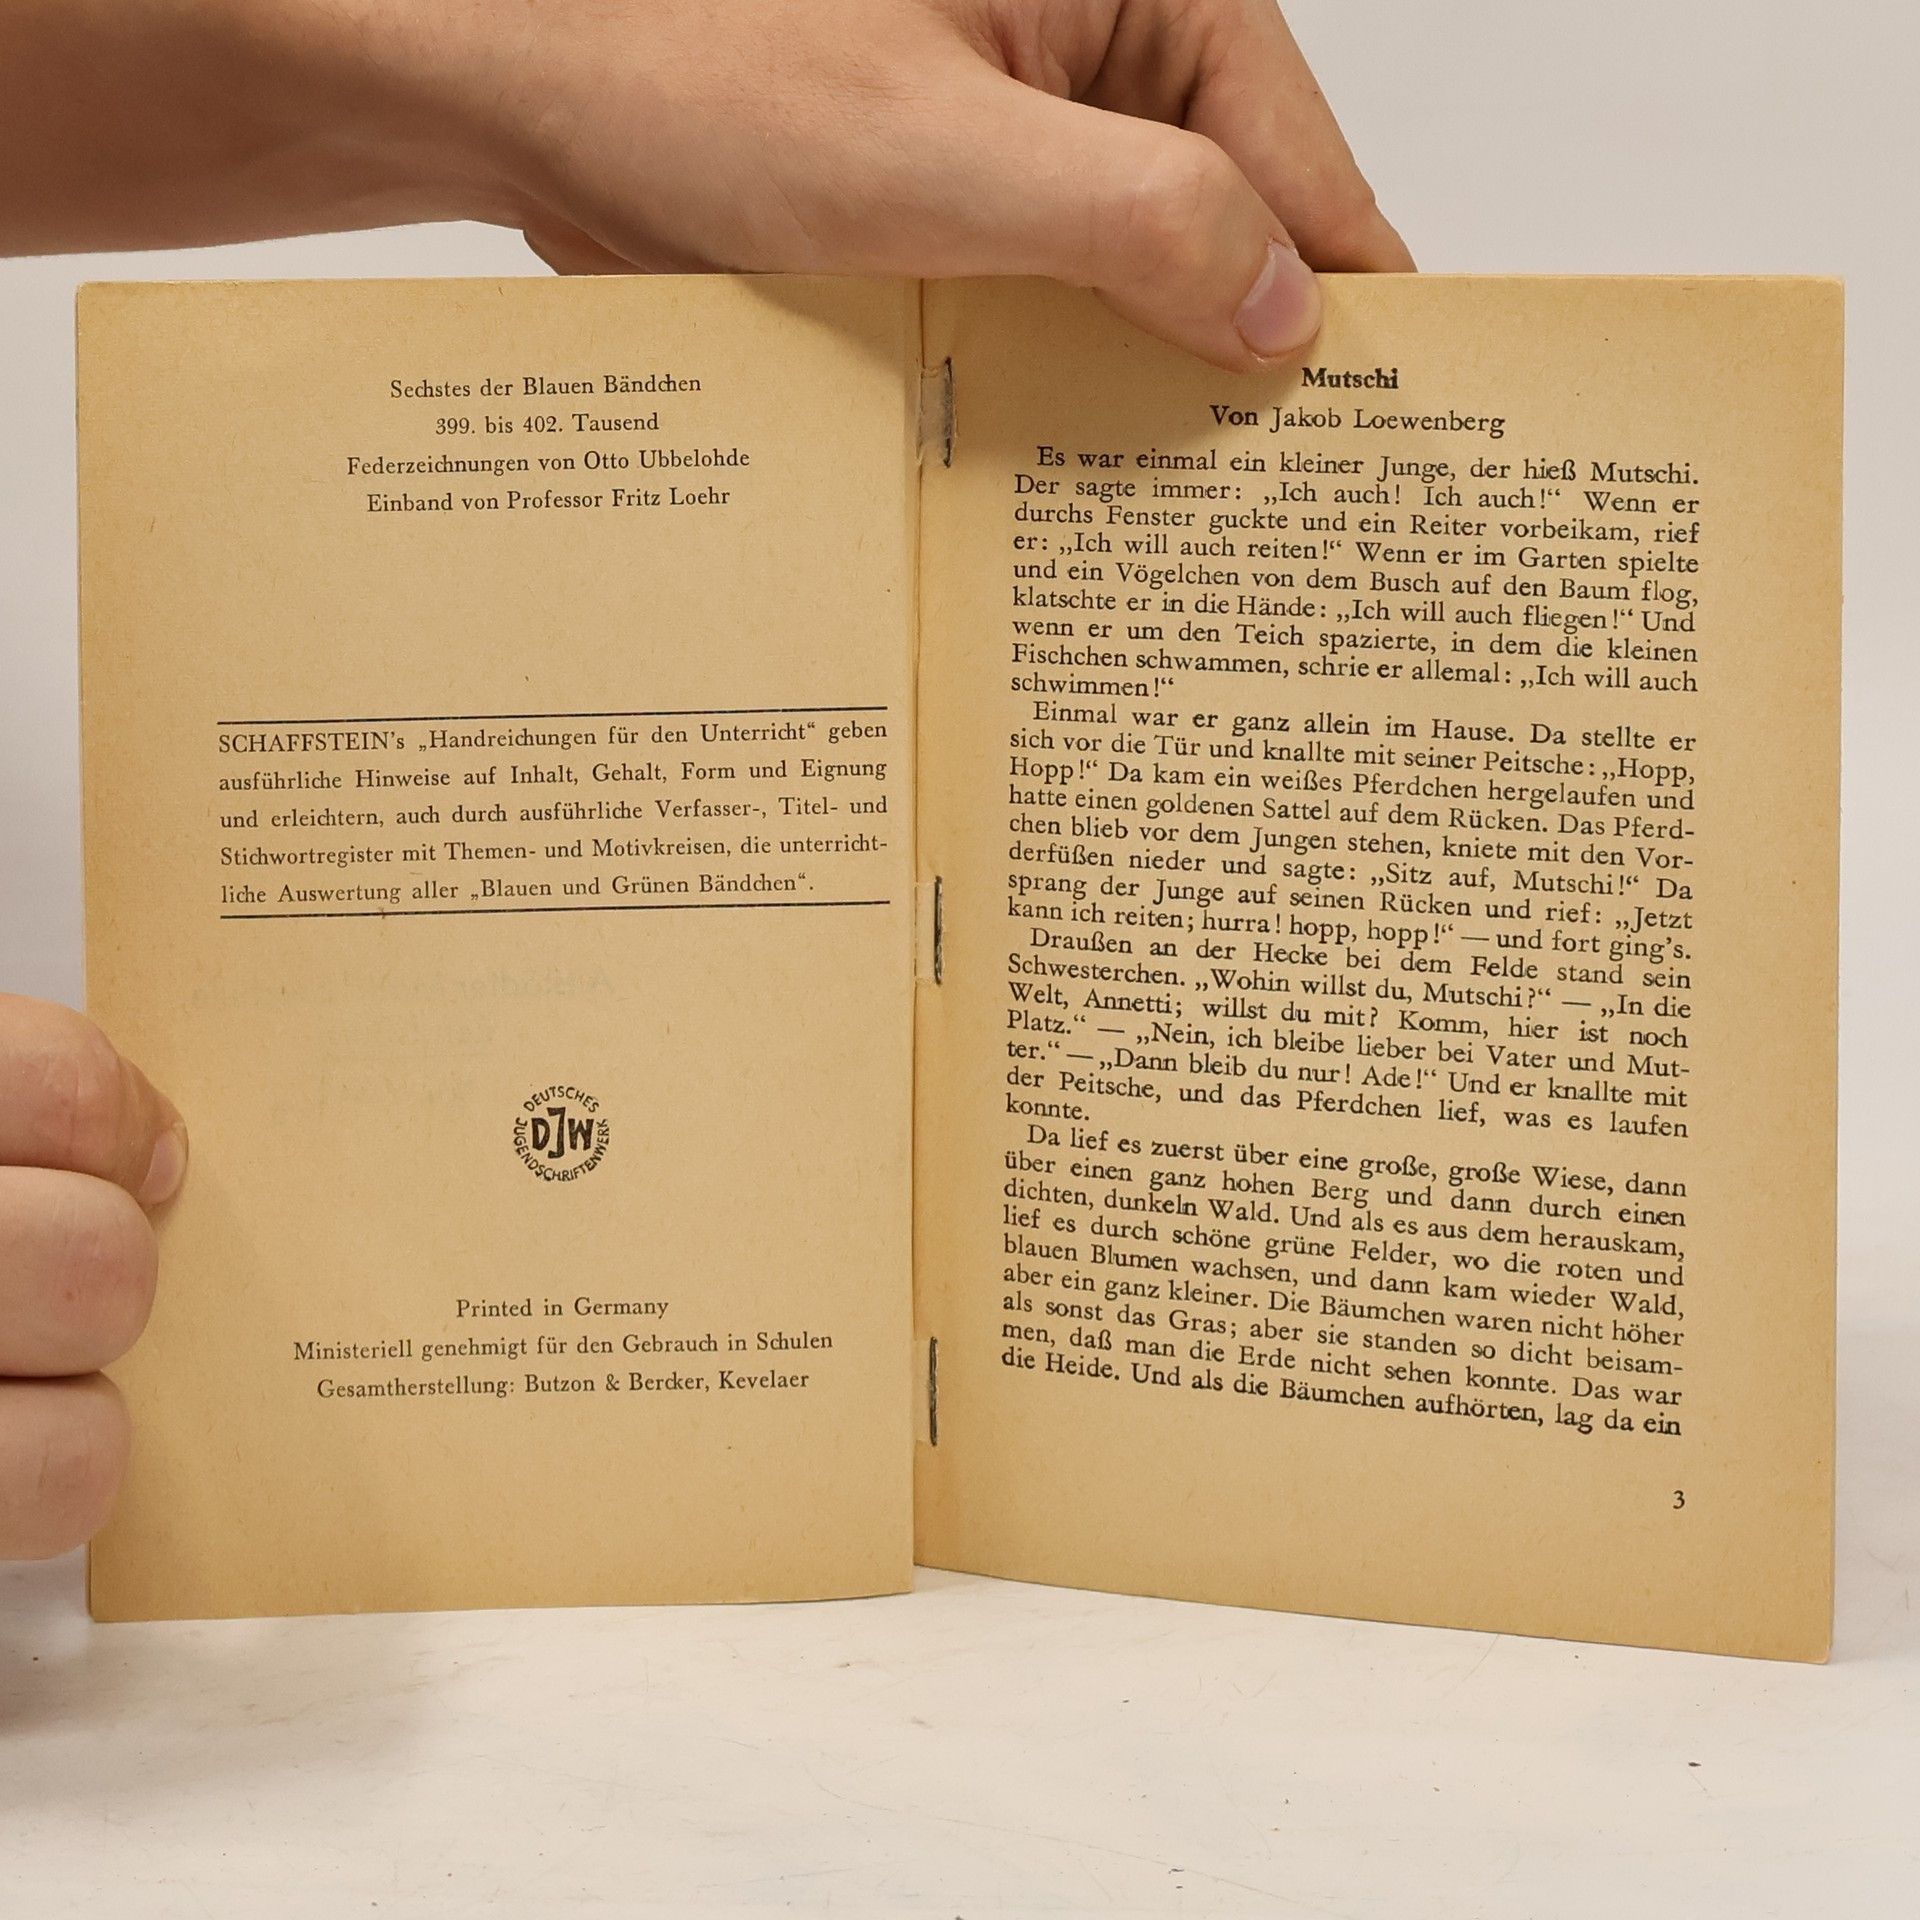 Sechstes der Blauen Bändchen
399. bis 402. Tausend
Federzeichnungen von Otto Ubbelohde
Einband von Professor Fritz Loehr
SCHAFFSTEIN's „Handreichungen für den Unterricht“ geben
ausführliche Hinweise auf Inhalt, Gehalt, Form und Eignung
und erleichtern, auch durch ausführliche Verfasser-, Titel- und
Stichwortregister mit Themen- und Motivkreisen, die unterricht-
liche Auswertung aller „Blauen und Grünen Bändchen“.
DEUTSCHES
DJW
JUGENDSCHRIFTENWERK
Printed in Germany
Ministeriell genehmigt für den Gebrauch in Schulen
Gesamtherstellung: Butzon & Bercker, Kevelaer
Mutschi
Von Jakob Loewenberg
Es war einmal ein kleiner Junge, der hieß Mutschi.
Der sagte immer: „Ich auch! Ich auch!“ Wenn er
durchs Fenster guckte und ein Reiter vorbeikam, rief
er: „Ich will auch reiten!“ Wenn er im Garten spielte
und ein Vögelchen von dem Busch auf den Baum flog,
klatschte er in die Hände: „Ich will auch fliegen!“ Und
wenn er um den Teich spazierte, in dem die kleinen
Fischchen schwammen, schrie er allemal: „Ich will auch
schwimmen!“
Einmal war er ganz allein im Hause. Da stellte er
sich vor die Tür und knallte mit seiner Peitsche: „Hopp,
Hopp!“ Da kam ein weißes Pferdchen hergelaufen und
hatte einen goldenen Sattel auf dem Rücken. Das Pferd-
chen blieb vor dem Jungen stehen, kniete mit den Vor-
derfüßen nieder und sagte: „Sitz auf, Mutschi!“ Da
sprang der Junge auf seinen Rücken und rief: „Jetzt
kann ich reiten; hurra! hopp, hopp!“ — und fort ging's.
Draußen an der Hecke bei dem Felde stand sein
Schwesterchen. „Wohin willst du, Mutschi?“ — „In die
Welt, Annetti; willst du mit? Komm, hier ist noch
Platz.“ — „Nein, ich bleibe lieber bei Vater und Mut-
ter.“ — „Dann bleib du nur! Ade!“ Und er knallte mit
der Peitsche, und das Pferdchen lief, was es laufen
konnte.
Da lief es zuerst über eine große, große Wiese, dann
über einen ganz hohen Berg und dann durch einen
dichten, dunkeln Wald. Und als es aus dem herauskam,
lief es durch schöne grüne Felder, wo die roten und
blauen Blumen wachsen, und dann kam wieder Wald,
aber ein ganz kleiner. Die Bäumchen waren nicht höher
als sonst das Gras; aber sie standen so dicht beisam-
men, daß man die Erde nicht sehen konnte. Das war
die Heide. Und als die Bäumchen aufhörten, lag da ein
3